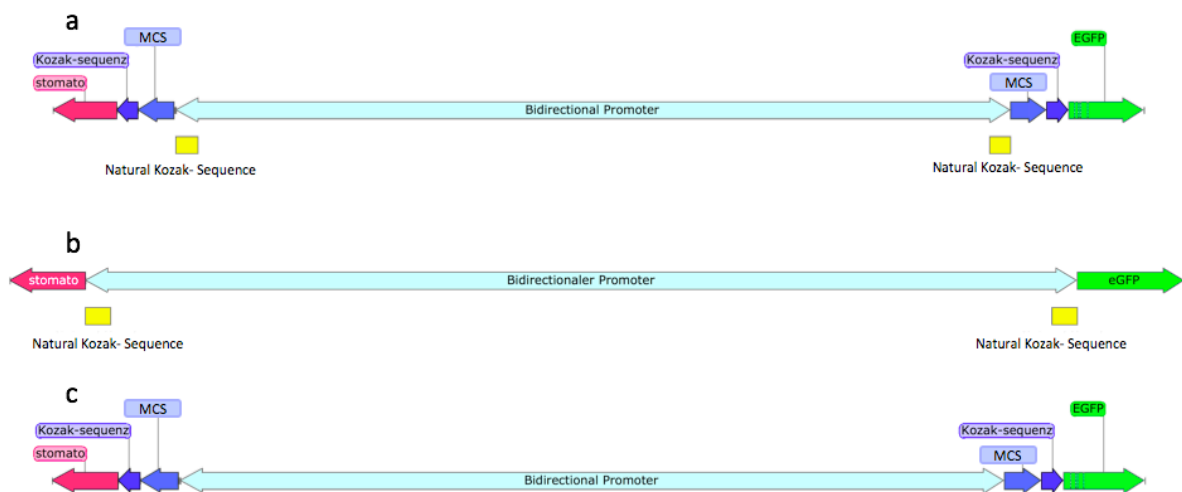 a
MCS
EGFP
Kozak-sequenz
Kozak-sequenz
stomato
MCS
Bidirectional Promoter
Natural Kozak- Sequence
Natural Kozak- Sequence
b
stomato
Bidirectionaler Promoter
eGFP
Natural Kozak- Sequence
Natural Kozak- Sequence
c
MCS
EGFP
Kozak-sequenz
Kozak-sequenz
stomato
MCS
Bidirectional Promoter